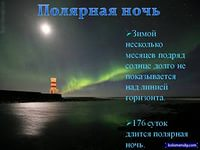 Полярная ночь
➢Зимой
несколько
месяцев подряд
солнце долго не
показывается
над линией
горизонта.
➢176 суток
длится полярная
ночь.